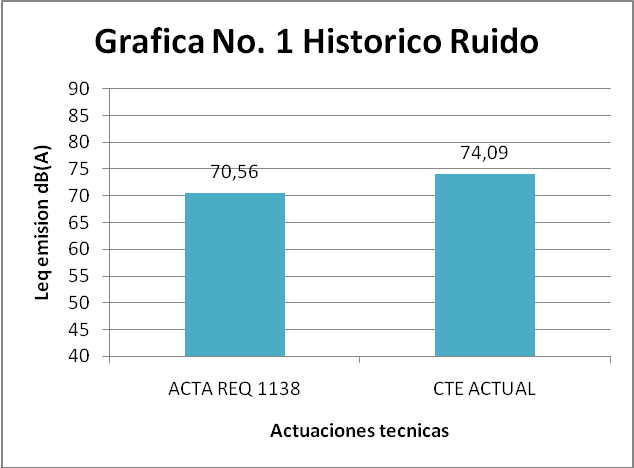 Grafica No. 1 Historico Ruido
90
85
80
75
70
65
60
55
50
45
40
Leq emision dB(A)
70,56
74,09
ACTA REQ 1138
CTE ACTUAL
Actuaciones tecnicas